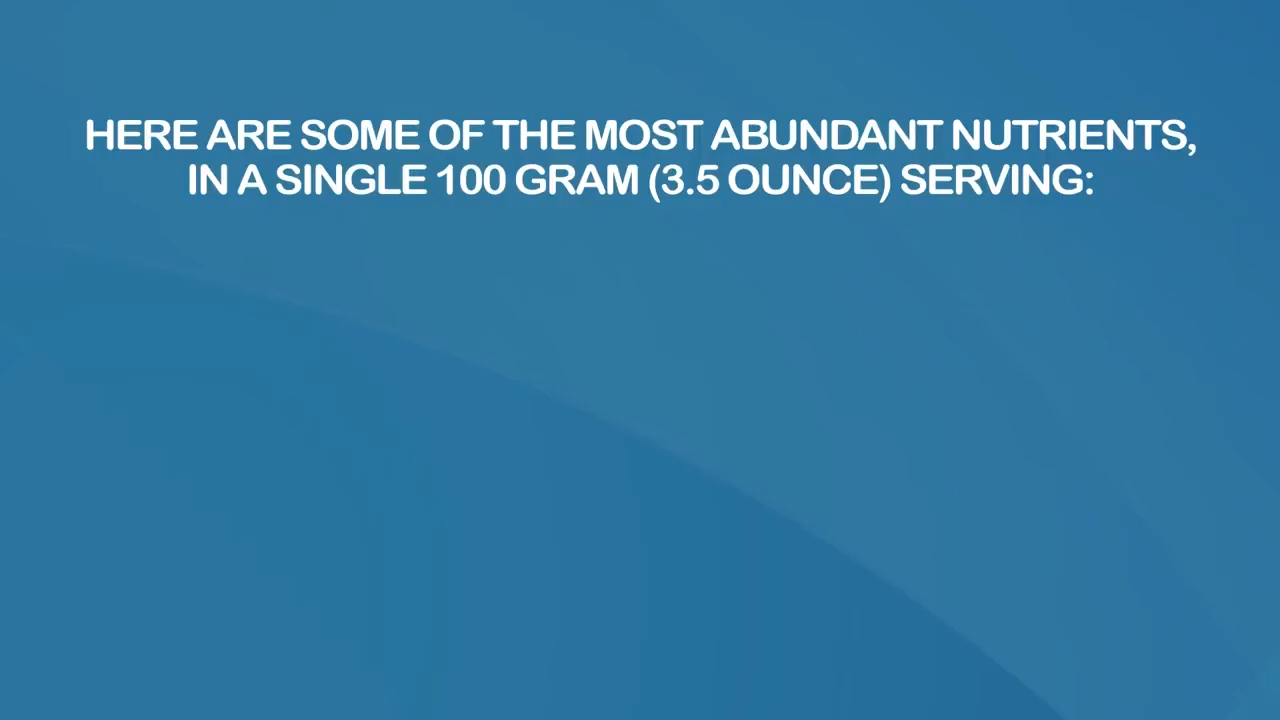 HERE ARE SOME OF THE MOST ABUNDANT NUTRIENTS,
IN A SINGLE 100 GRAM (3.5 OUNCE) SERVING: